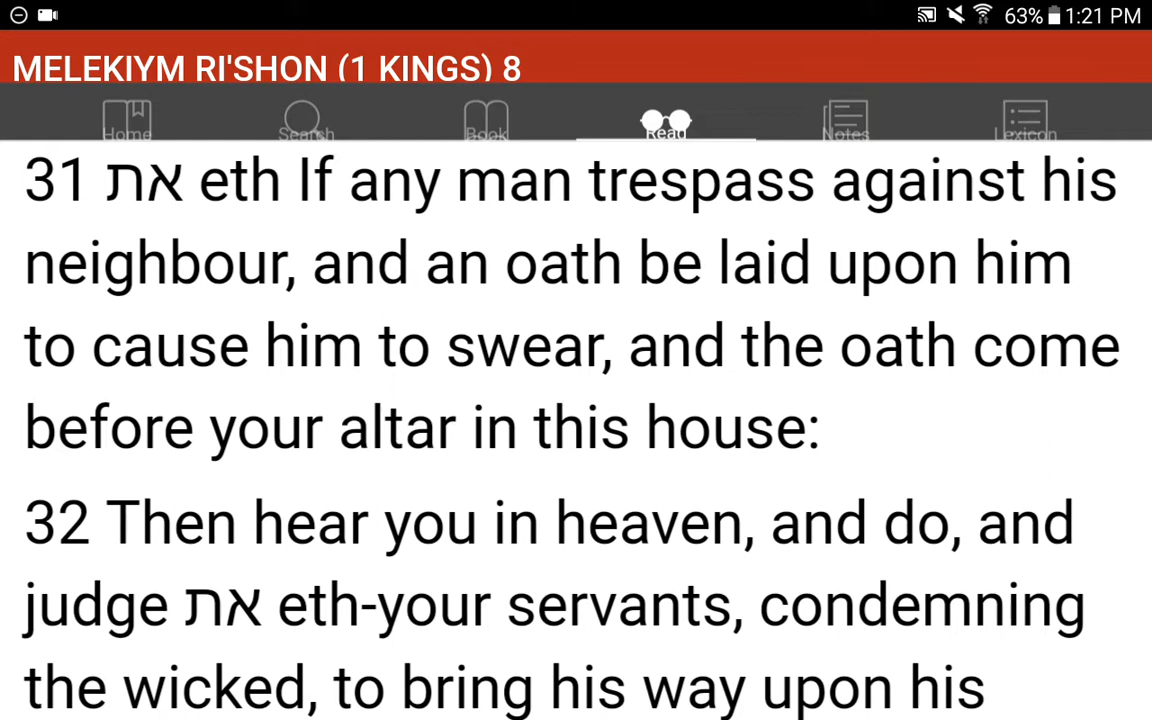 63% 1:21 PM
MELEKIYM RI'SHON (1 KINGS) 8
Home Search Book Read Notes Lexicon
31 את eth If any man trespass against his
neighbour, and an oath be laid upon him
to cause him to swear, and the oath come
before your altar in this house:
32 Then hear you in heaven, and do, and
judge את eth-your servants, condemning
the wicked, to bring his way upon his